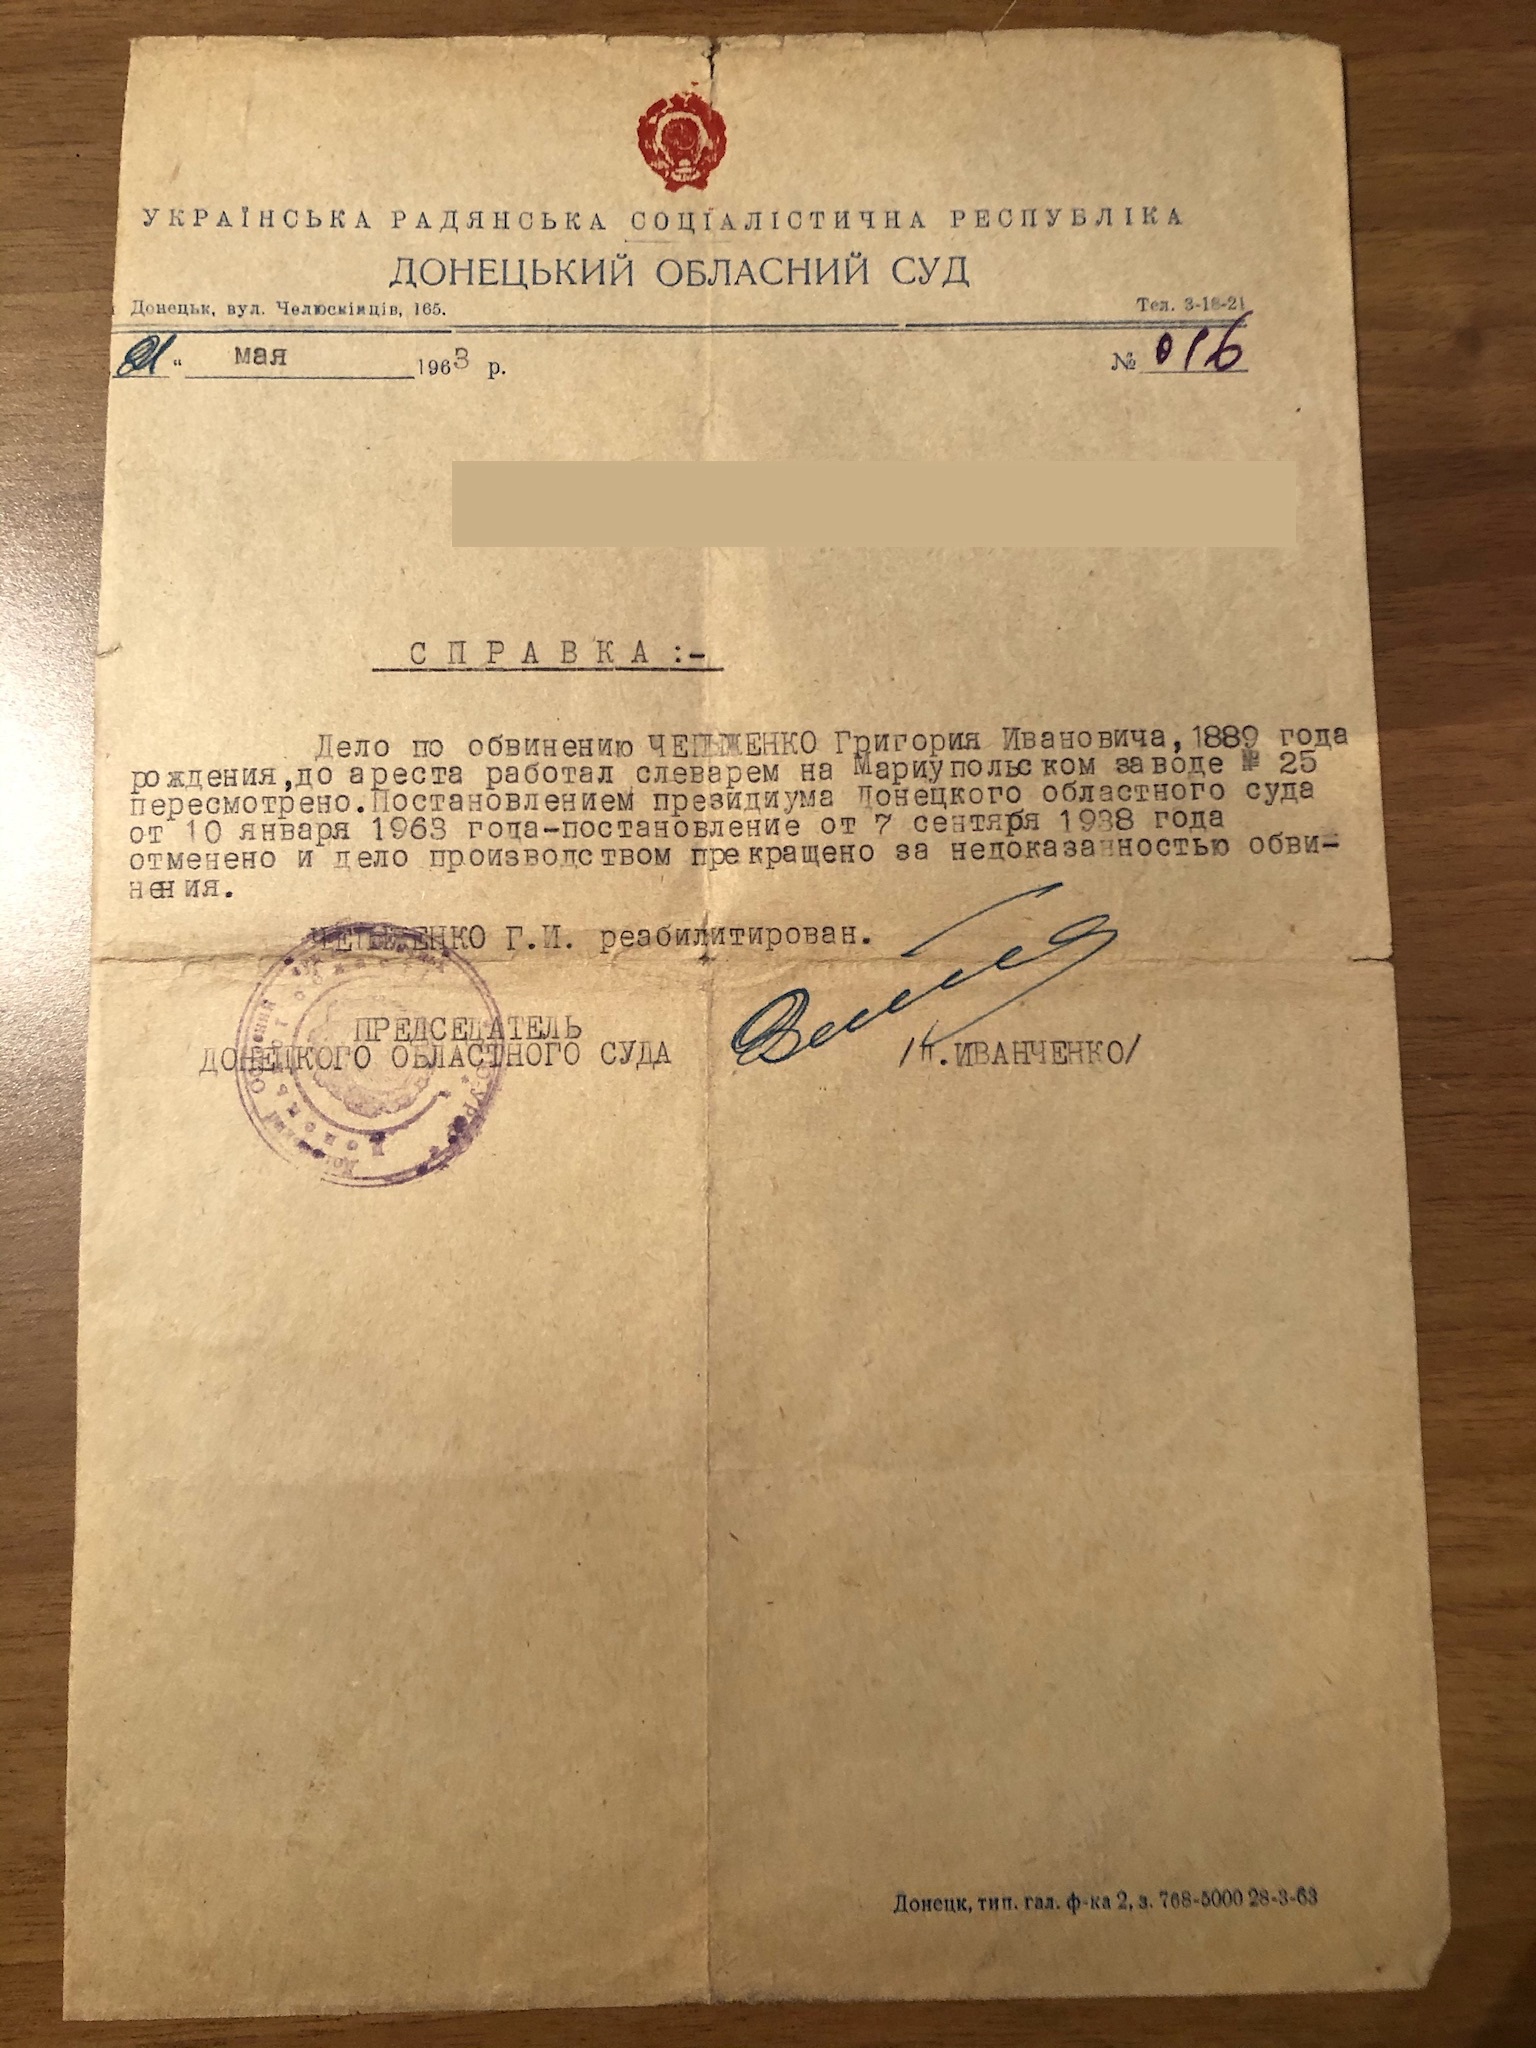 УКРАЇНСЬКА РАДЯНСЬКА СОЦІАЛІСТИЧНА РЕСПУБЛІКА
ДОНЕЦЬКИЙ ОБЛАСНИЙ СУД
Донецьк, вул. Челюскінців, 165.
Тел. 3-18-21
21 " мая 1963 р.
№ 016
СПРАВКА:-
Дело по обвинению ЧЕПЫЖЕНКО Григория Ивановича, 1889 года
рождения, до ареста работал слеварем на Мариупольском заводе № 25
пересмотрено. Постановлением президиума Донецкого областного суда
от 10 января 1963 года-постановление от 7 сентября 1938 года
отменено и дело производством прекращено за недоказанностью обви-
нения.
ЧЕПЫЖЕНКО Г.И. реабилитирован.
ПРЕДСЕДАТЕЛЬ
ДОНЕЦКОГО ОБЛАСТНОГО СУДА /П.ИВАНЧЕНКО/
Донецк, тип. гал. ф-ка 2, з. 768-5000 28-3-63